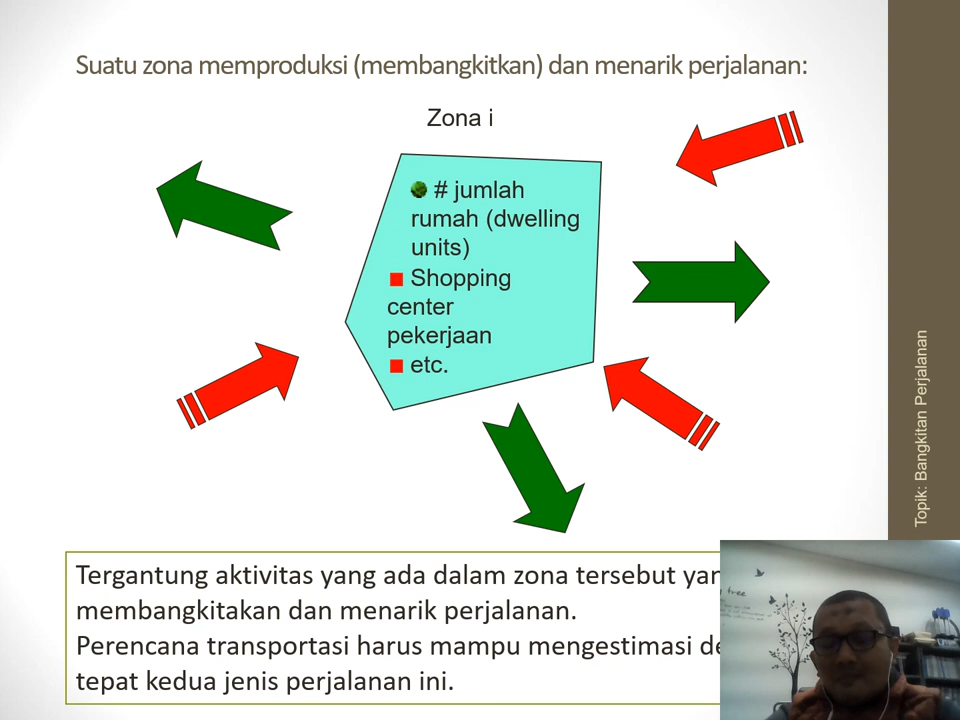 Suatu zona memproduksi (membangkitkan) dan menarik perjalanan:
Zona i
# jumlah
rumah (dwelling
units)
Shopping
center
pekerjaan
etc.
Topik: Bangkitan Perjalanan
Tergantung aktivitas yang ada dalam zona tersebut
membangkitakan dan menarik perjalanan.
Perencana transportasi harus mampu mengestimasi
tepat kedua jenis perjalanan ini.
tree